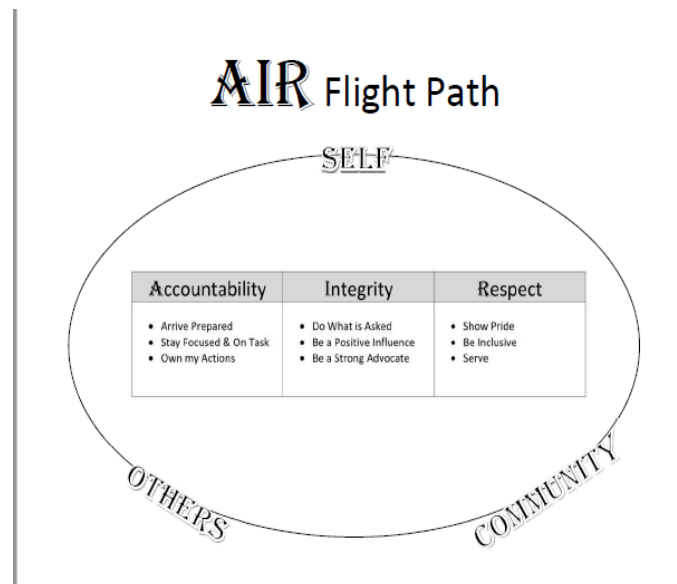 AIR Flight Path
SELF
Accountability Integrity Respect
• Arrive Prepared • Do What is Asked • Show Pride
• Stay Focused & On Task • Be a Positive Influence • Be Inclusive
• Own my Actions • Be a Strong Advocate • Serve
OTHERS
COMMUNITY